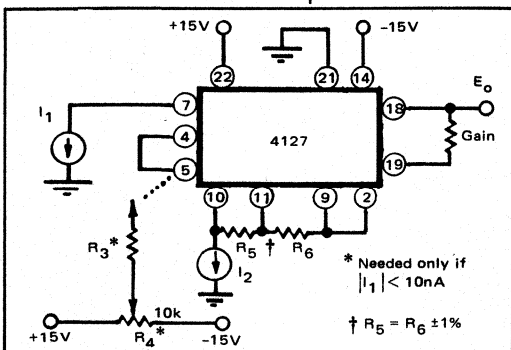 +15V
-15V
22
21
14
E₀
I₁
7
18
4
4127
Gain
5
19
10
11
9
2
R₃*
R₅
†
R₆
* Needed only if
|I₁| < 10nA
I₂
10k
+15V
R₄*
-15V
† R₅ = R₆ ±1%